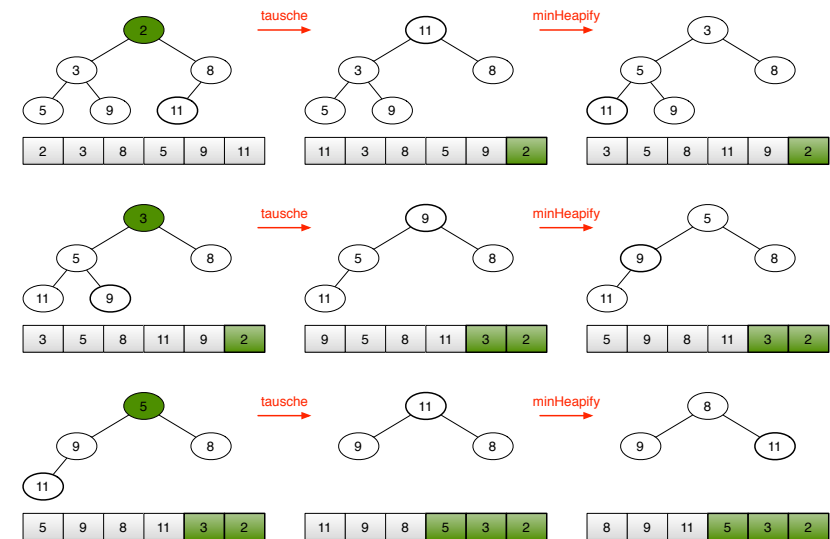 2 tausche 11 minHeapify 3
3 8 3 8 5 8
5 9 11 5 9 11 9
2 3 8 5 9 11 11 3 8 5 9 2 3 5 8 11 9 2
3 tausche 9 minHeapify 5
5 8 5 8 9 8
11 9 11 11
3 5 8 11 9 2 9 5 8 11 3 2 5 9 8 11 3 2
5 tausche 11 minHeapify 8
9 8 9 8 9 11
11
5 9 8 11 3 2 11 9 8 5 3 2 8 9 11 5 3 2